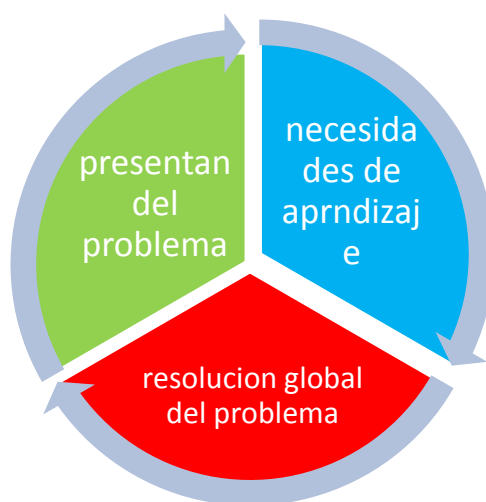 presentan
del
problema
necesida
des de
aprndizaj
e
resolucion global
del problema